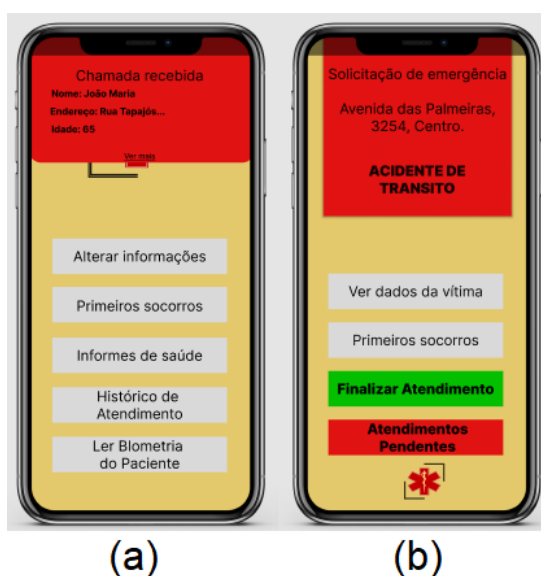 Chamada recebida
Nome: João Maria
Endereço: Rua Tapajós...
Idade: 65
Ver mais
Alterar informações
Primeiros socorros
Informes de saúde
Histórico de
Atendimento
Ler Biometria
do Paciente
(a)
Solicitação de emergência
Avenida das Palmeiras,
3254, Centro.
ACIDENTE DE
TRANSITO
Ver dados da vítima
Primeiros socorros
Finalizar Atendimento
Atendimentos
Pendentes
(b)